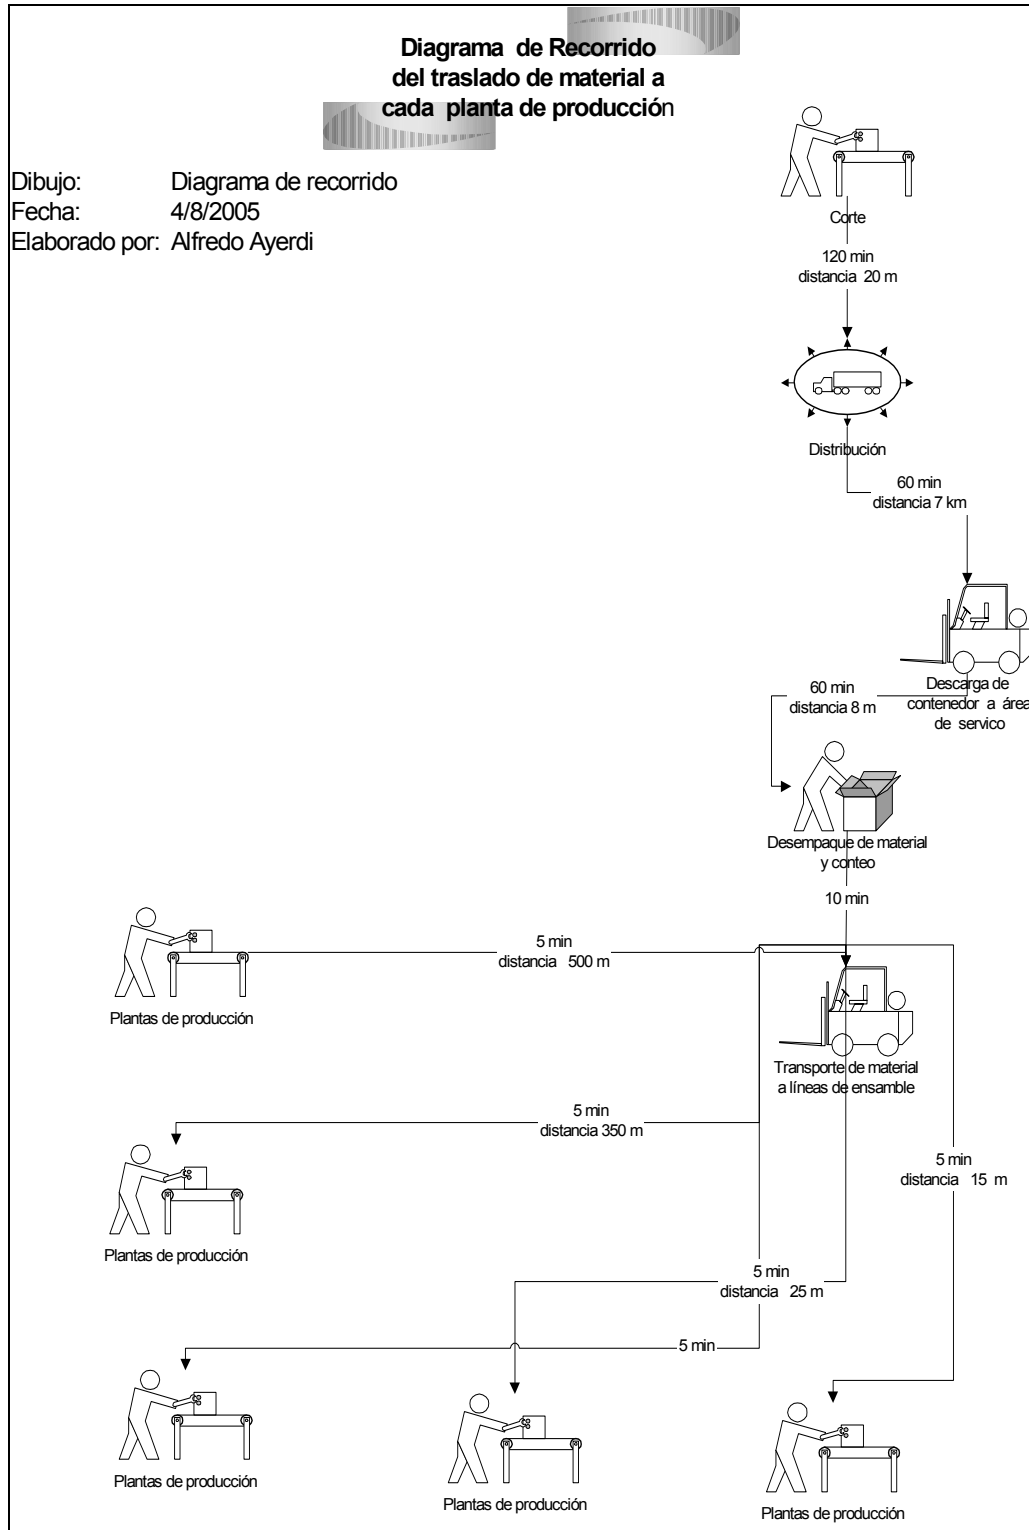 Diagrama de Recorrido
del traslado de material a
cada planta de producción
Dibujo: Diagrama de recorrido
Fecha: 4/8/2005
Elaborado por: Alfredo Ayerdi
Corte
120 min
distancia 20 m
Distribución
60 min
distancia 7 km
Descarga de
contenedor a área
de servico
60 min
distancia 8 m
Desempaque de material
y conteo
10 min
5 min
distancia 500 m
Plantas de producción
Transporte de material
a líneas de ensamble
5 min
distancia 350 m
5 min
distancia 15 m
Plantas de producción
5 min
distancia 25 m
5 min
Plantas de producción
Plantas de producción
Plantas de producción